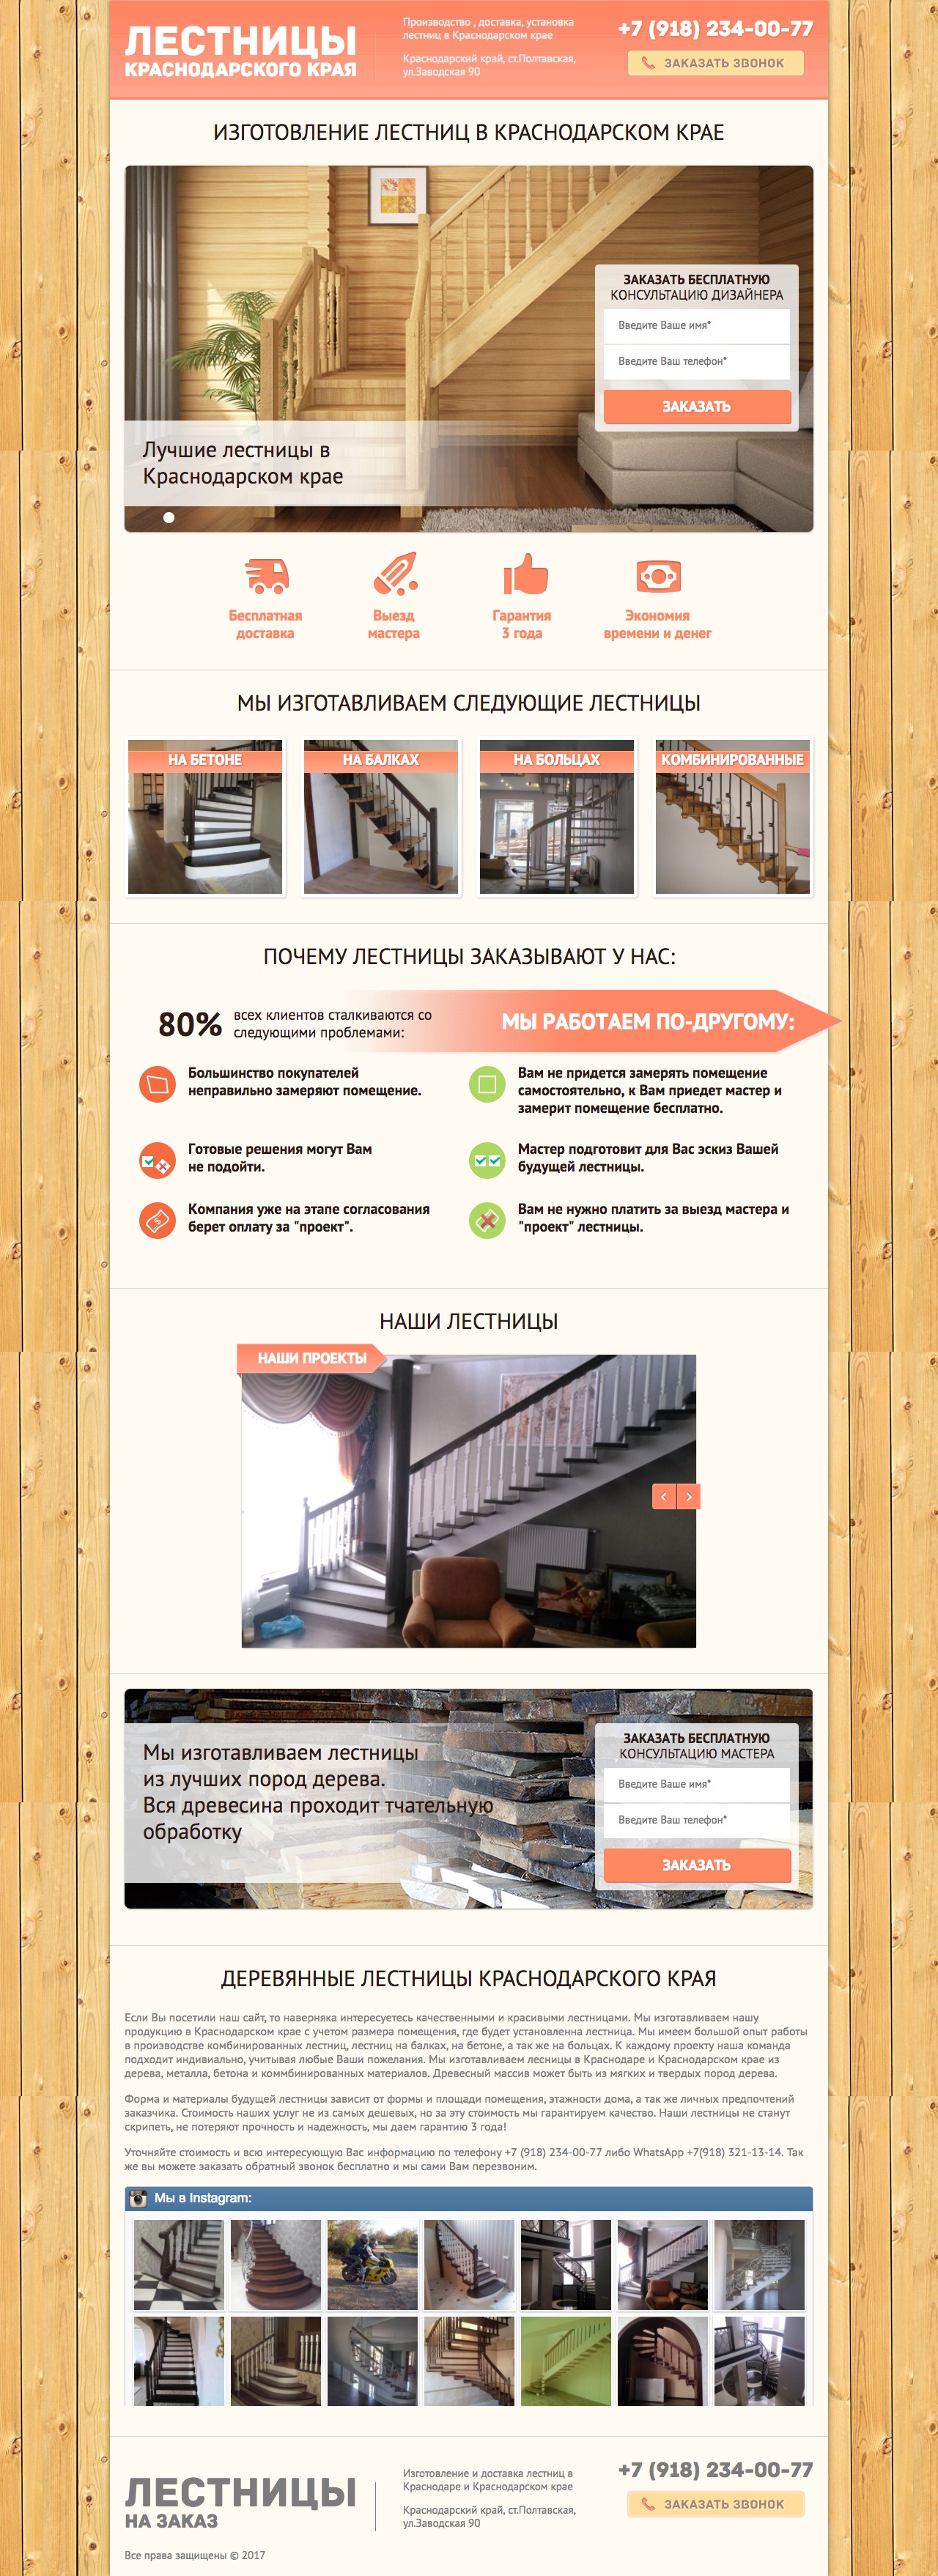 ЛЕСТНИЦЫ
КРАСНОДАРСКОГО КРАЯ
Производство , доставка, установка
лестниц в Краснодарском крае
Краснодарский край, ст.Полтавская,
ул.Заводская 90
+7 (918) 234-00-77
ЗАКАЗАТЬ ЗВОНОК
ИЗГОТОВЛЕНИЕ ЛЕСТНИЦ В КРАСНОДАРСКОМ КРАЕ
ЗАКАЗАТЬ БЕСПЛАТНУЮ
КОНСУЛЬТАЦИЮ ДИЗАЙНЕРА
Введите Ваше имя*
Введите Ваш телефон*
ЗАКАЗАТЬ
Лучшие лестницы в
Краснодарском крае
Бесплатная
доставка
Выезд
мастера
Гарантия
3 года
Экономия
времени и денег
МЫ ИЗГОТАВЛИВАЕМ СЛЕДУЮЩИЕ ЛЕСТНИЦЫ
НА БЕТОНЕ
НА БАЛКАХ
НА БОЛЬЦАХ
КОМБИНИРОВАННЫЕ
ПОЧЕМУ ЛЕСТНИЦЫ ЗАКАЗЫВАЮТ У НАС:
80%
всех клиентов сталкиваются со
следующими проблемами:
МЫ РАБОТАЕМ ПО-ДРУГОМУ:
Большинство покупателей
неправильно замеряют помещение.
Вам не придется замерять помещение
самостоятельно, к Вам приедет мастер и
замерит помещение бесплатно.
Готовые решения могут Вам
не подойти.
Мастер подготовит для Вас эскиз Вашей
будущей лестницы.
Компания уже на этапе согласования
берет оплату за "проект".
Вам не нужно платить за выезд мастера и
"проект" лестницы.
НАШИ ЛЕСТНИЦЫ
НАШИ ПРОЕКТЫ
Мы изготавливаем лестницы
из лучших пород дерева.
Вся древесина проходит тчательную
обработку
ЗАКАЗАТЬ БЕСПЛАТНУЮ
КОНСУЛЬТАЦИЮ МАСТЕРА
Введите Ваше имя*
Введите Ваш телефон*
ЗАКАЗАТЬ
ДЕРЕВЯННЫЕ ЛЕСТНИЦЫ КРАСНОДАРСКОГО КРАЯ
Если Вы посетили наш сайт, то наверняка интересуетесь качественными и красивыми лестницами. Мы изготавливаем нашу
продукцию в Краснодарском крае с учетом размера помещения, где будет установленна лестница. Мы имеем большой опыт работы
в производстве комбинированных лестниц, лестниц на балках, на бетоне, а так же на больцах. К каждому проекту наша команда
подходит индивиально, учитывая любые Ваши пожелания. Мы изготавливаем лесницы в Краснодаре и Краснодарском крае из
дерева, металла, бетона и коммбинированных материалов. Древесный массив может быть из мягких и твердых пород дерева.
Форма и материалы будущей лестницы зависит от формы и площади помещения, этажности дома, а так же личных предпочтений
заказчика. Стоимость наших услуг не из самых дешевых, но за эту стоимость мы гарантируем качество. Наши лестницы не станут
скрипеть, не потеряют прочность и надежность, мы даем гарантию 3 года!
Уточняйте стоимость и всю интересующую Вас информацию по телефону +7 (918) 234-00-77 либо WhatsApp +7(918) 321-13-14. Так
же вы можете заказать обратный звонок бесплатно и мы сами Вам перезвоним.
Мы в Instagram:
ЛЕСТНИЦЫ
НА ЗАКАЗ
Изготовление и доставка лестниц в
Краснодаре и Краснодарском крае
Краснодарский край, ст.Полтавская,
ул.Заводская 90
+7 (918) 234-00-77
ЗАКАЗАТЬ ЗВОНОК
Все права защищены © 2017